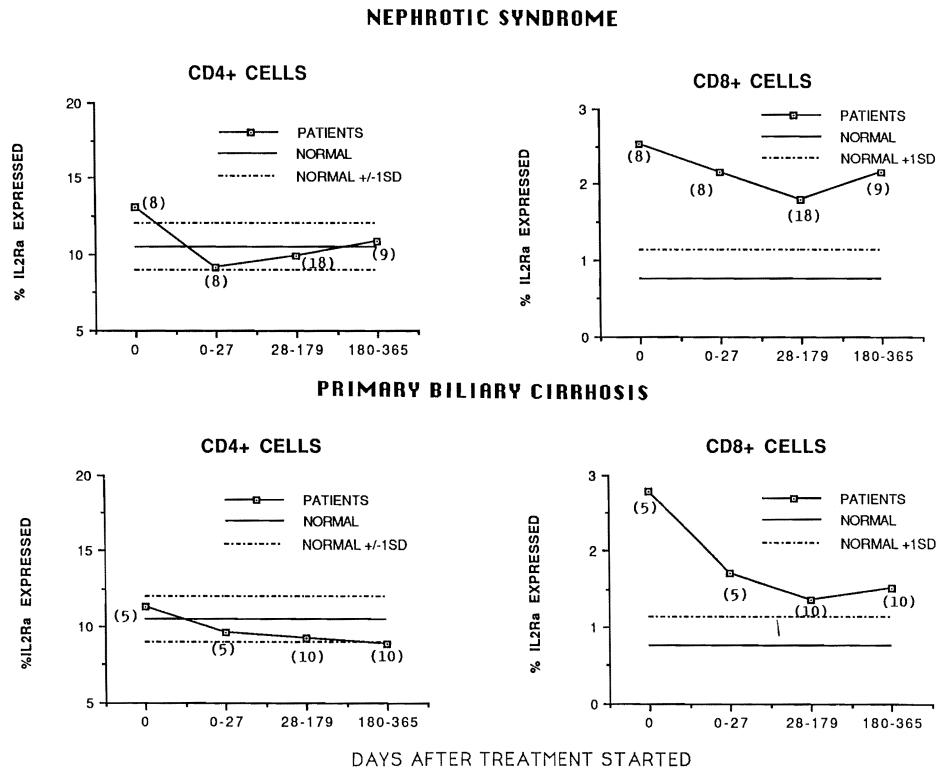 NEPHROTIC SYNDROME
CD4+ CELLS
% IL2Ra EXPRESSED
20
15
10
5
PATIENTS
NORMAL
NORMAL +/-1SD
(8)
(8)
(18)
(9)
0
0-27
28-179
180-365
CD8+ CELLS
% IL2Ra EXPRESSED
3
2
1
0
PATIENTS
NORMAL
NORMAL +1SD
(8)
(8)
(18)
(9)
0
0-27
28-179
180-365
PRIMARY BILIARY CIRRHOSIS
CD4+ CELLS
%IL2Ra EXPRESSED
20
15
10
5
PATIENTS
NORMAL
NORMAL +/-1SD
(5)
(5)
(10)
(10)
0
0-27
28-179
180-365
CD8+ CELLS
% IL2Ra EXPRESSED
3
2
1
0
PATIENTS
NORMAL
NORMAL +1SD
(5)
(5)
(10)
(10)
0
0-27
28-179
180-365
DAYS AFTER TREATMENT STARTED